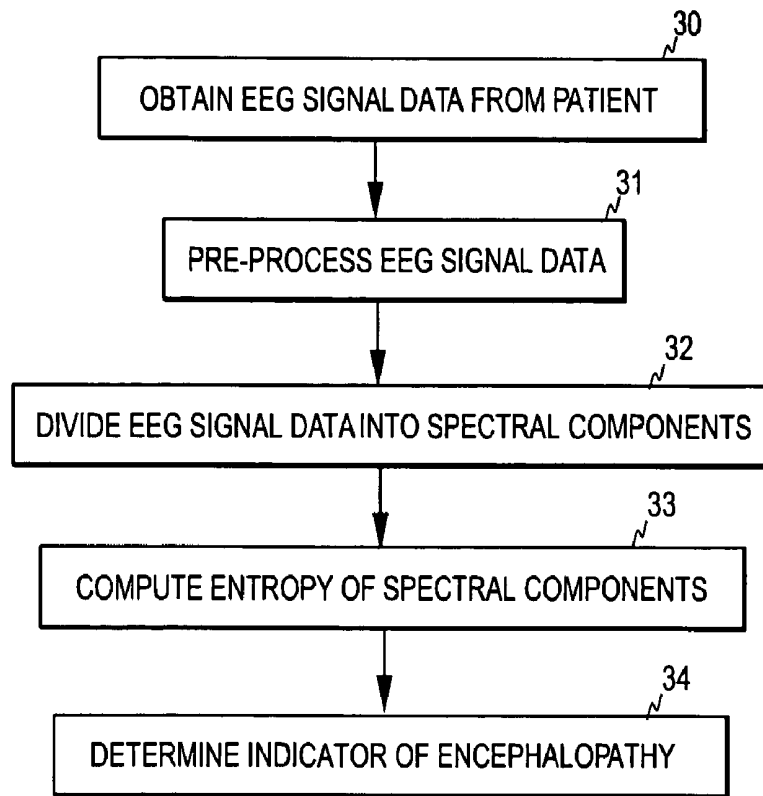 30
OBTAIN EEG SIGNAL DATA FROM PATIENT
31
PRE-PROCESS EEG SIGNAL DATA
32
DIVIDE EEG SIGNAL DATA INTO SPECTRAL COMPONENTS
33
COMPUTE ENTROPY OF SPECTRAL COMPONENTS
34
DETERMINE INDICATOR OF ENCEPHALOPATHY